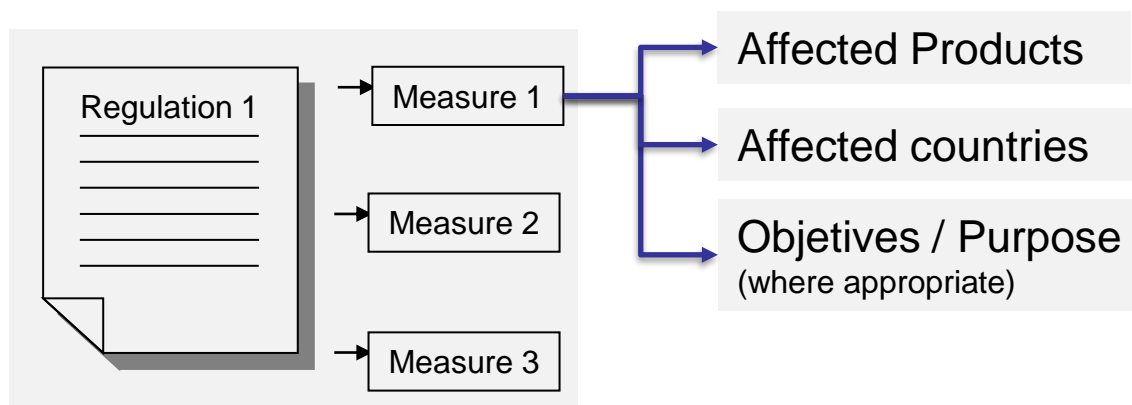 Regulation 1
Measure 1
Measure 2
Measure 3
Affected Products
Affected countries
Objetives / Purpose
(where appropriate)